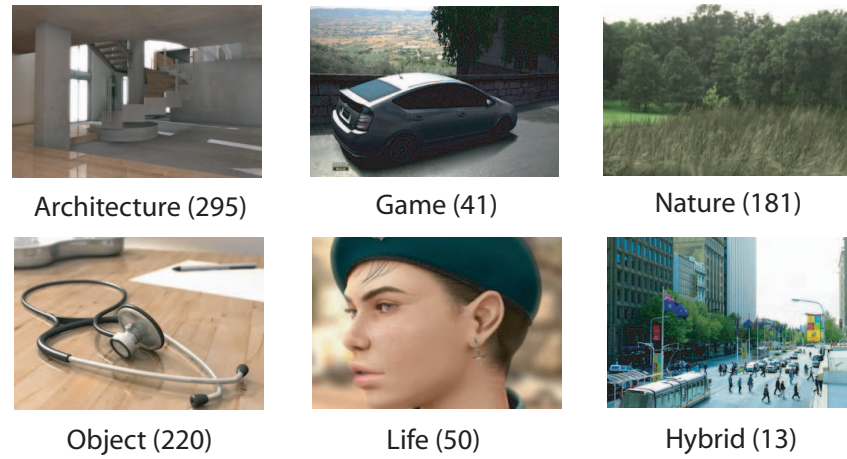 Architecture (295)
Game (41)
Nature (181)
Object (220)
Life (50)
Hybrid (13)